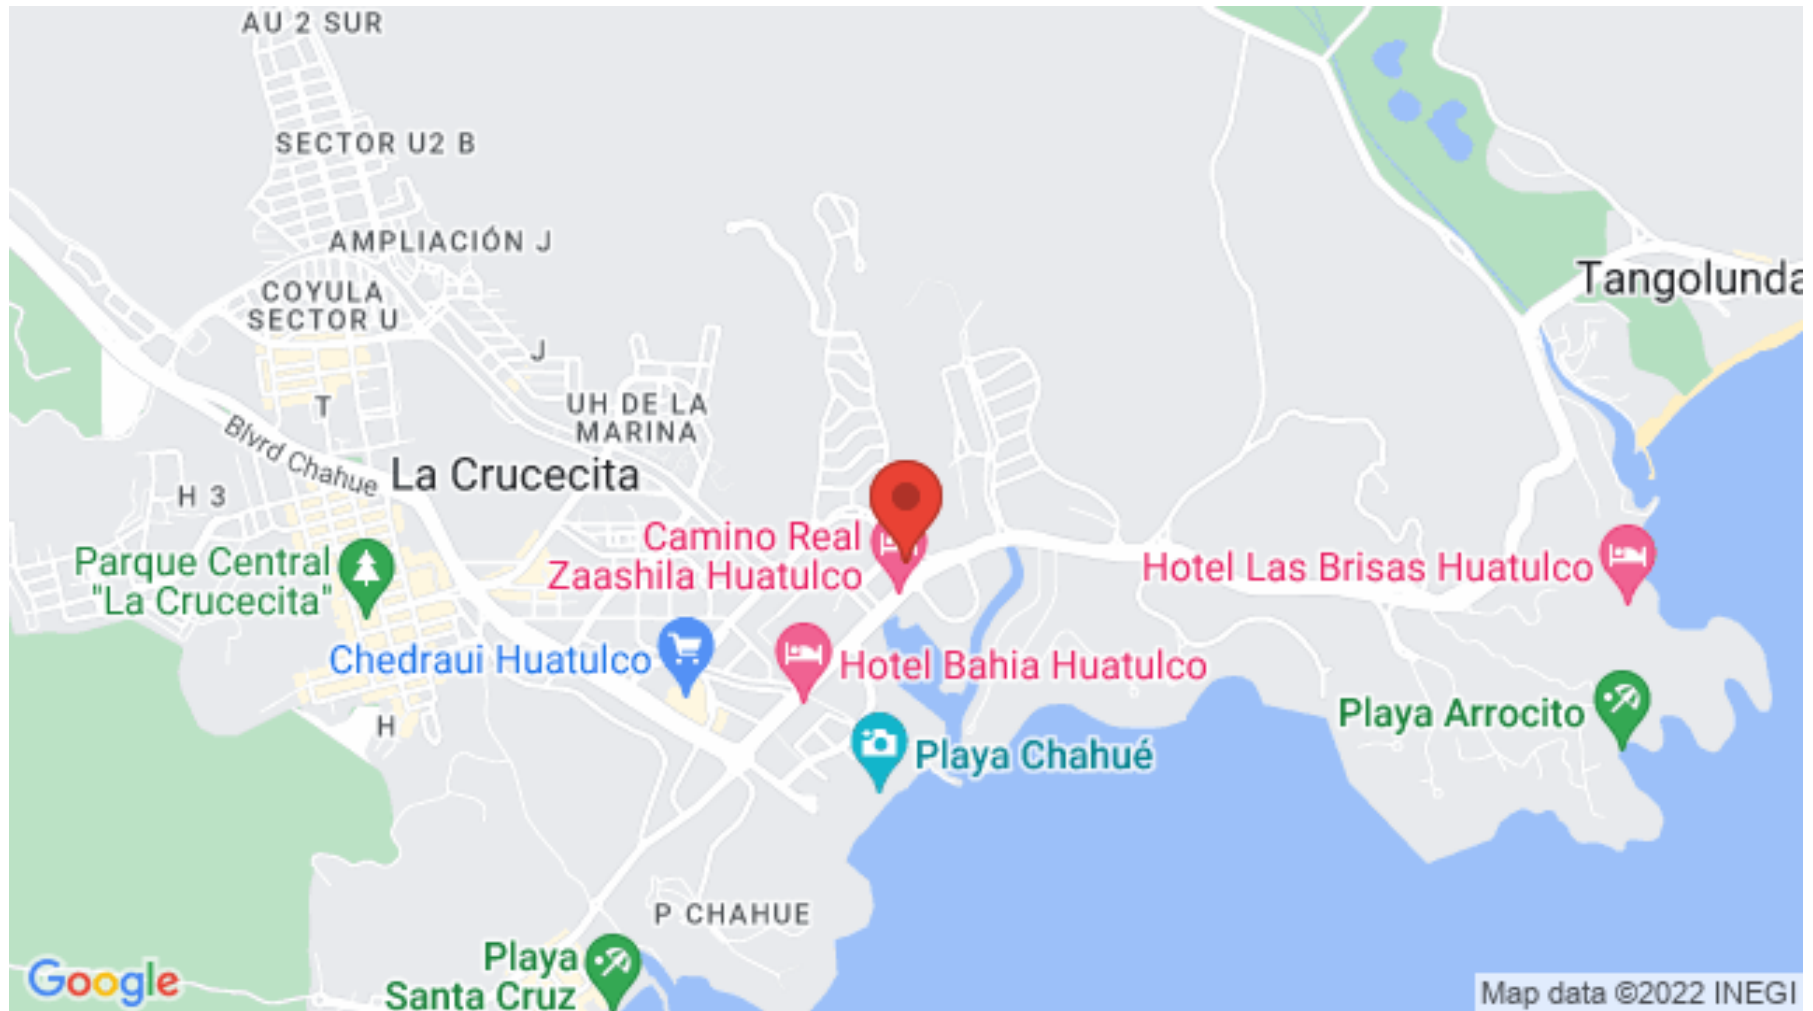 AU 2 SUR
SECTOR U2 B
AMPLIACIÓN J
COYULA
SECTOR U
Tangolunda
J
T
UH DE LA
MARINA
Blvrd Chahue
La Crucecita
H 3
Camino Real
Zaashila Huatulco
Parque Central
"La Crucecita"
Hotel Las Brisas Huatulco
Chedraui Huatulco
Hotel Bahia Huatulco
H
Playa Arrocito
Playa Chahué
P CHAHUE
Playa
Santa Cruz
Google
Map data ©2022 INEGI